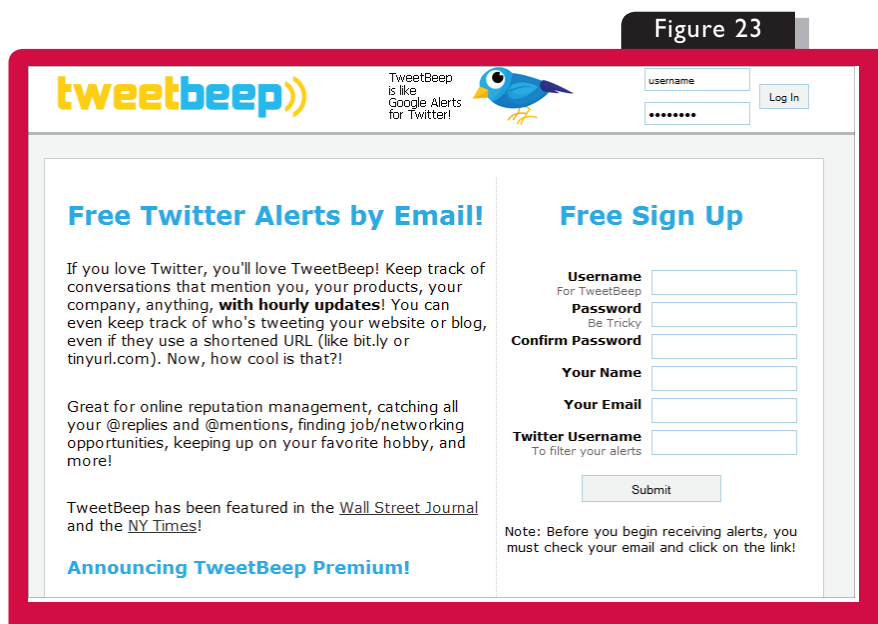 Figure 23
tweetbeep
TweetBeep
is like
Google Alerts
for Twitter!
username
••••••••
Log In
Free Twitter Alerts by Email!
If you love Twitter, you'll love TweetBeep! Keep track of
conversations that mention you, your products, your
company, anything, with hourly updates! You can
even keep track of who's tweeting your website or blog,
even if they use a shortened URL (like bit.ly or
tinyurl.com). Now, how cool is that?!
Great for online reputation management, catching all
your @replies and @mentions, finding job/networking
opportunities, keeping up on your favorite hobby, and
more!
TweetBeep has been featured in the Wall Street Journal
and the NY Times!
Announcing TweetBeep Premium!
Free Sign Up
Username
For TweetBeep
Password
Be Tricky
Confirm Password
Your Name
Your Email
Twitter Username
To filter your alerts
Submit
Note: Before you begin receiving alerts, you
must check your email and click on the link!